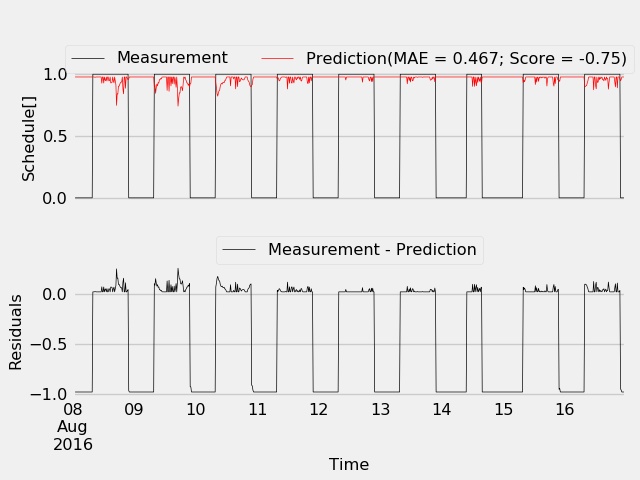 Measurement Prediction(MAE = 0.467; Score = -0.75)
1.0
0.5
0.0
Schedule[]
Measurement - Prediction
0.0
−0.5
−1.0
Residuals
08 09 10 11 12 13 14 15 16
Aug
2016
Time